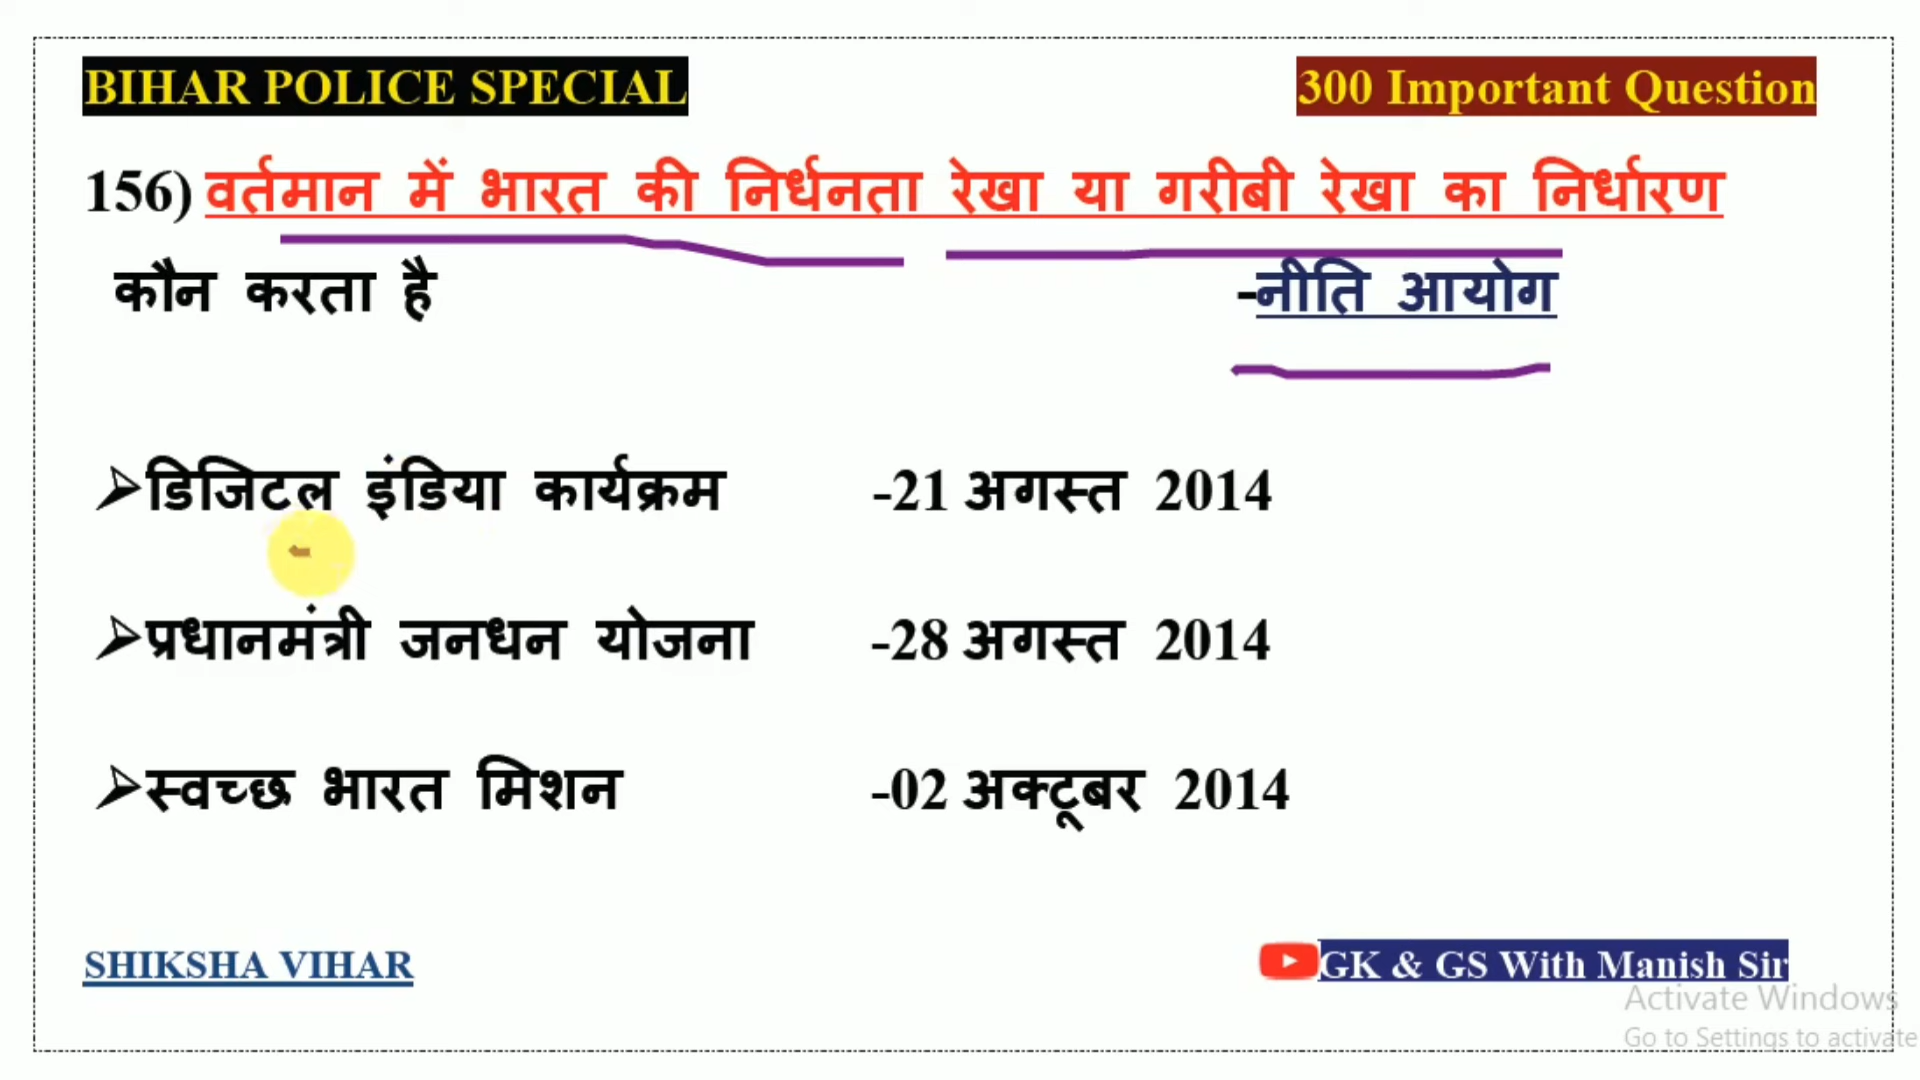 BIHAR POLICE SPECIAL
300 Important Question
156) वर्तमान में भारत की निर्धनता रेखा या गरीबी रेखा का निर्धारण
कौन करता है -नीति आयोग
डिजिटल इंडिया कार्यक्रम -21 अगस्त 2014
प्रधानमंत्री जनधन योजना -28 अगस्त 2014
स्वच्छ भारत मिशन -02 अक्टूबर 2014
SHIKSHA VIHAR
GK & GS With Manish Sir
Activate Windows
Go to Settings to activate